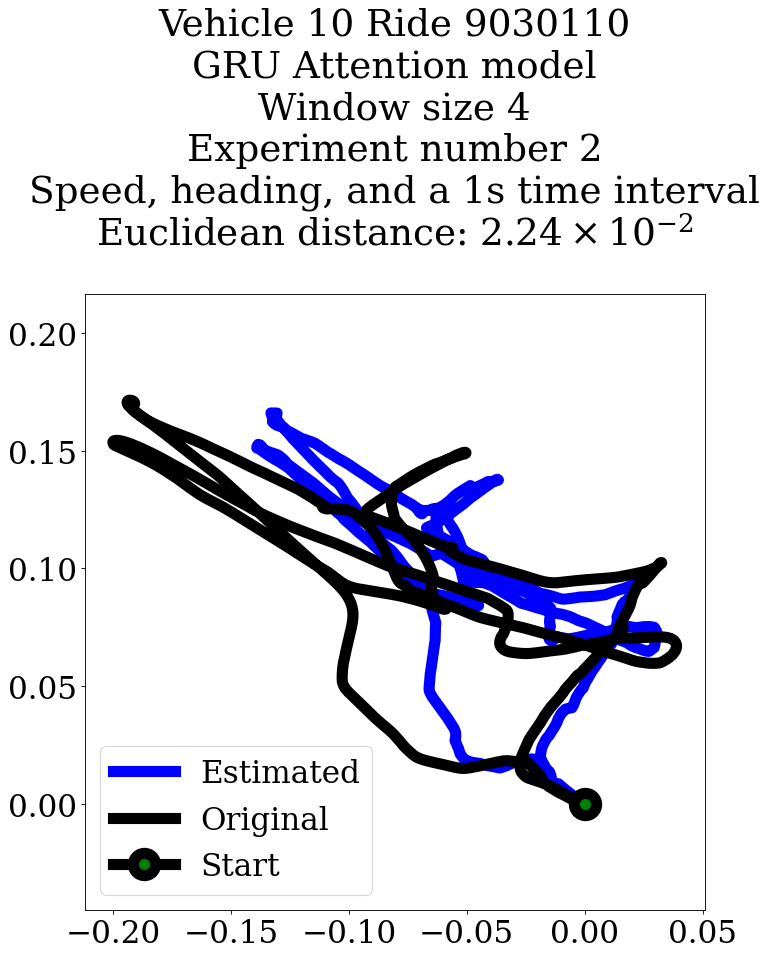 Vehicle 10 Ride 9030110
GRU Attention model
Window size 4
Experiment number 2
Speed, heading, and a 1s time interval
Euclidean distance: 2.24 × 10⁻²
0.20
0.15
0.10
0.05
0.00
Estimated
Original
Start
−0.20 −0.15 −0.10 −0.05 0.00 0.05